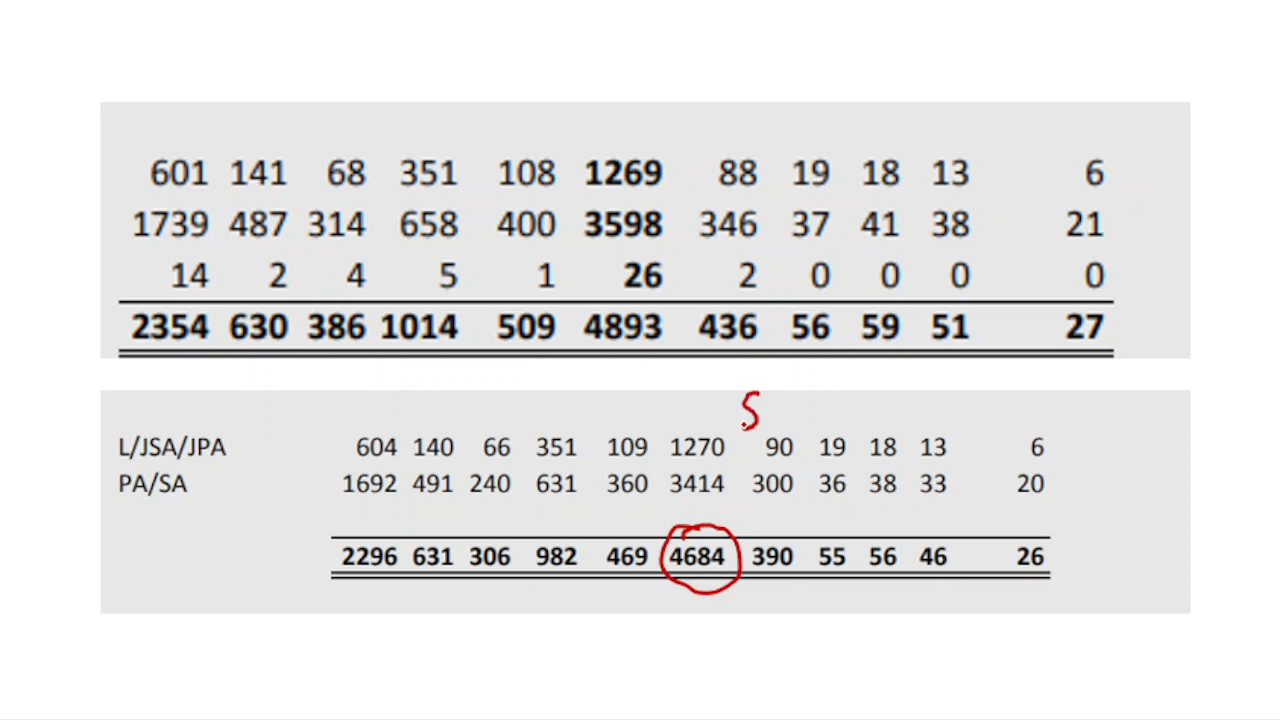 601 141 68 351 108 1269 88 19 18 13 6
1739 487 314 658 400 3598 346 37 41 38 21
14 2 4 5 1 26 2 0 0 0 0
2354 630 386 1014 509 4893 436 56 59 51 27
S
L/JSA/JPA 604 140 66 351 109 1270 90 19 18 13 6
PA/SA 1692 491 240 631 360 3414 300 36 38 33 20
2296 631 306 982 469 4684 390 55 56 46 26